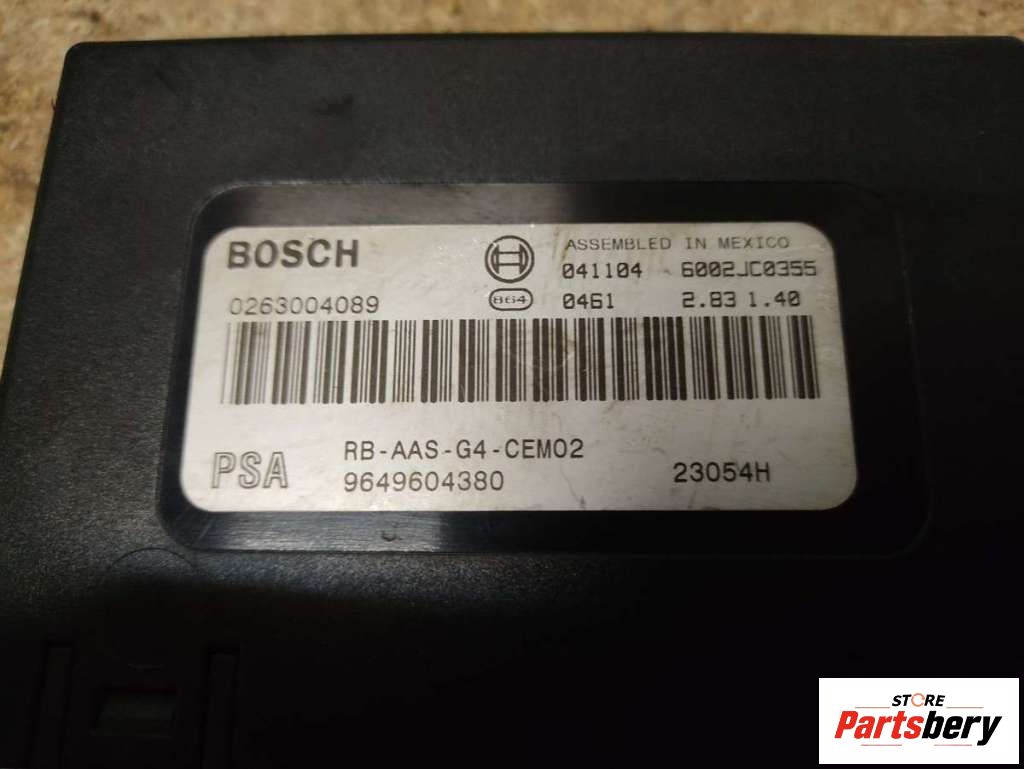 BOSCH
ASSEMBLED IN MEXICO
041104 6002JC0355
0263004089
864
0461 2.83 1.40
PSA
RB-AAS-G4-CEM02
9649604380
23054H
STORE
Partsbery